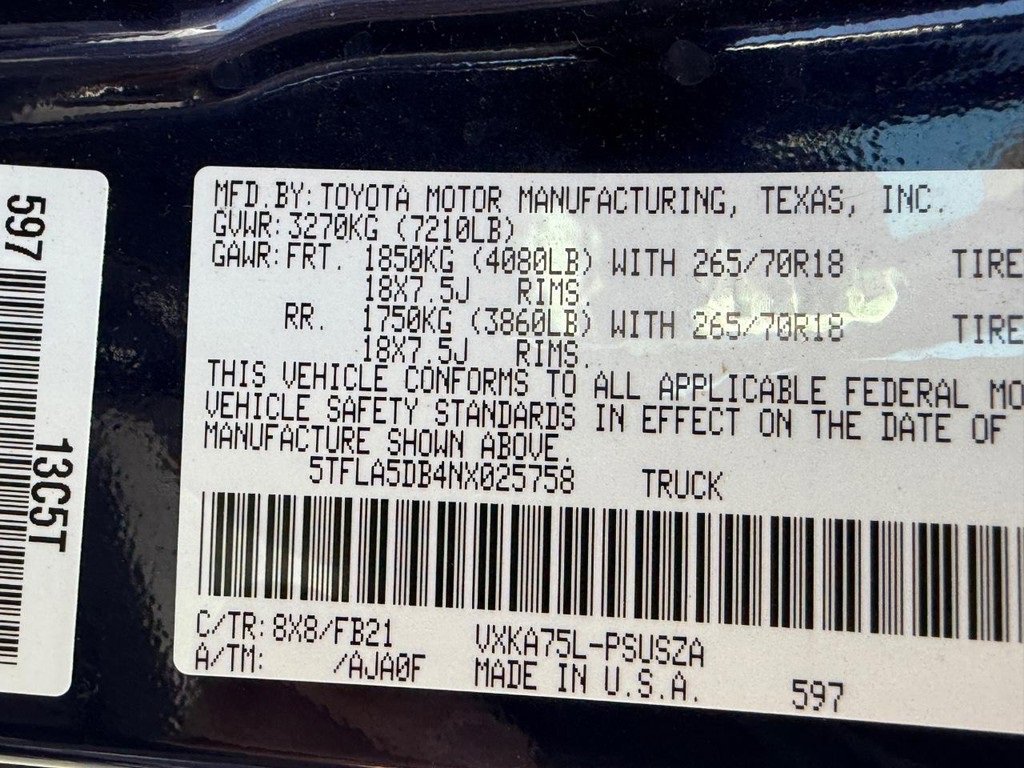 597
13C5T
MFD.BY:TOYOTA MOTOR MANUFACTURING, TEXAS, INC.
GVWR:3270KG (7210LB)
GAWR:FRT. 1850KG (4080LB) WITH 265/70R18 TIRE
18X7.5J RIMS.
RR. 1750KG (3860LB) WITH 265/70R18 TIRE
18X7.5J RIMS.
THIS VEHICLE CONFORMS TO ALL APPLICABLE FEDERAL MO
VEHICLE SAFETY STANDARDS IN EFFECT ON THE DATE OF
MANUFACTURE SHOWN ABOVE.
5TFLA5DB4NX025758 TRUCK
C/TR:8X8/FB21 VXKA75L-PSUSZA
A/TM: /AJA0F MADE IN U.S.A. 597